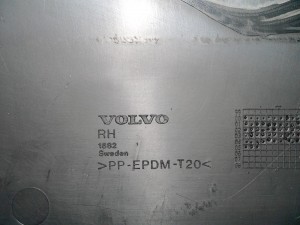 VOLVO
RH
1882
Sweden
>PP-EPDM-T20<